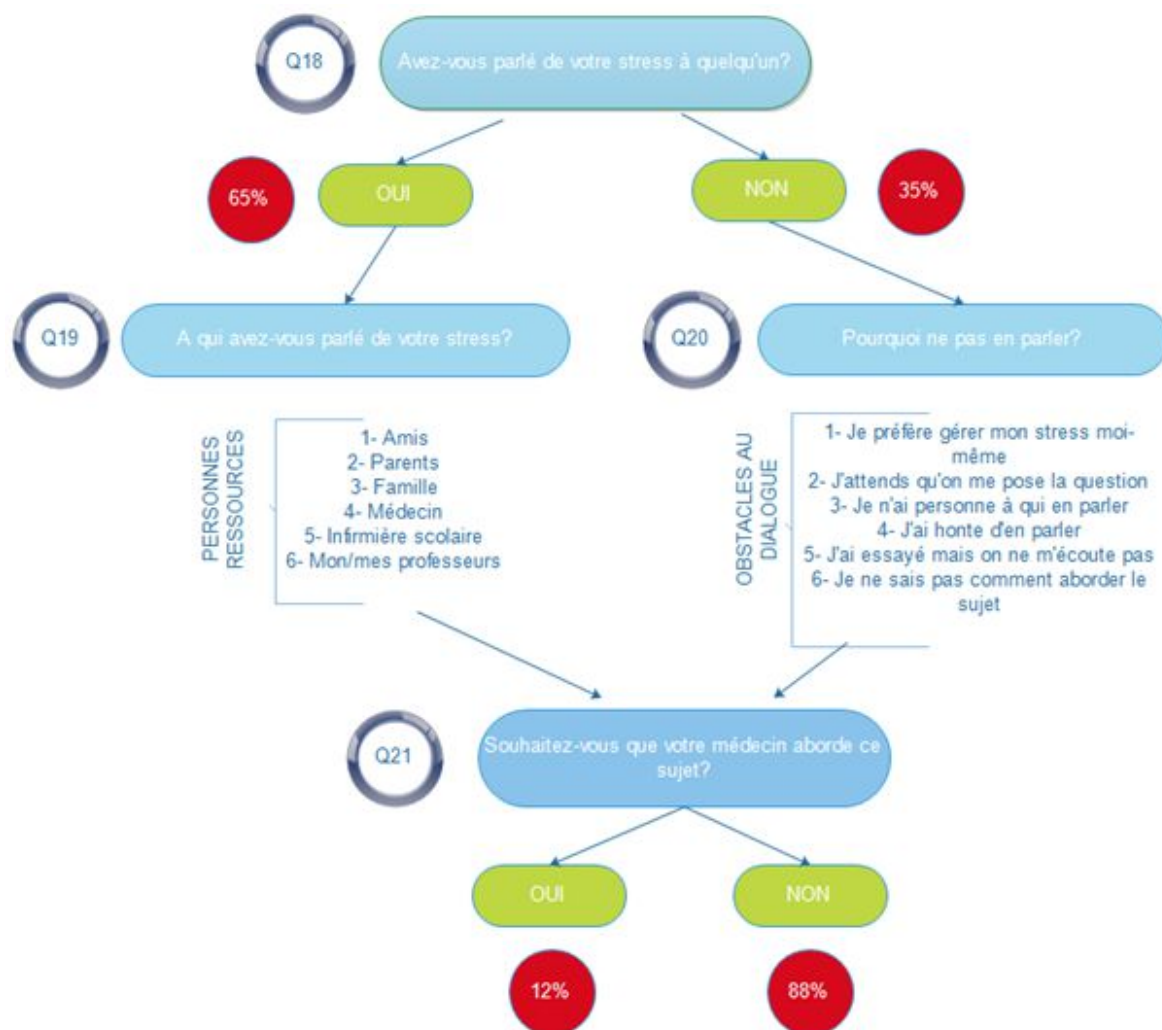 Q18
Avez-vous parlé de votre stress à quelqu'un?
65%
OUI
NON
35%
Q19
A qui avez-vous parlé de votre stress?
Q20
Pourquoi ne pas en parler?
PERSONNES
RESSOURCES
1- Amis
2- Parents
3- Famille
4- Médecin
5- Infirmière scolaire
6- Mon/mes professeurs
OBSTACLES AU
DIALOGUE
1- Je préfère gérer mon stress moi-
même
2- J'attends qu'on me pose la question
3- Je n'ai personne à qui en parler
4- J'ai honte d'en parler
5- J'ai essayé mais on ne m'écoute pas
6- Je ne sais pas comment aborder le
sujet
Q21
Souhaitez-vous que votre médecin aborde ce
sujet?
OUI
NON
12%
88%